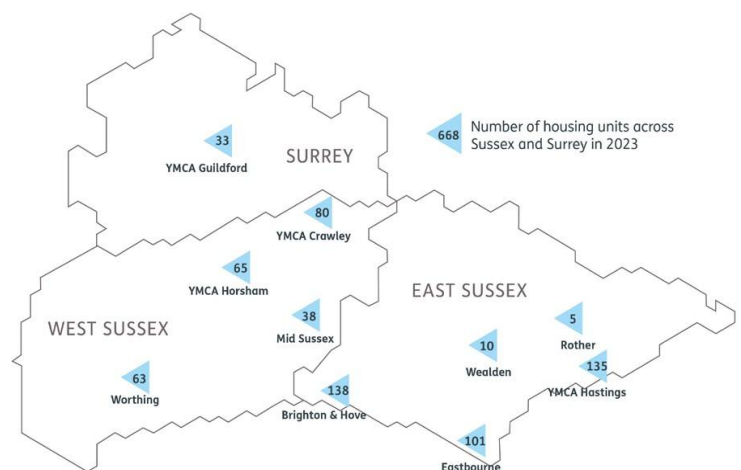 33
YMCA Guildford
SURREY
668
Number of housing units across
Sussex and Surrey in 2023
80
YMCA Crawley
65
YMCA Horsham
38
Mid Sussex
WEST SUSSEX
63
Worthing
EAST SUSSEX
5
Rother
10
Wealden
135
YMCA Hastings
138
Brighton & Hove
101
Eastbourne